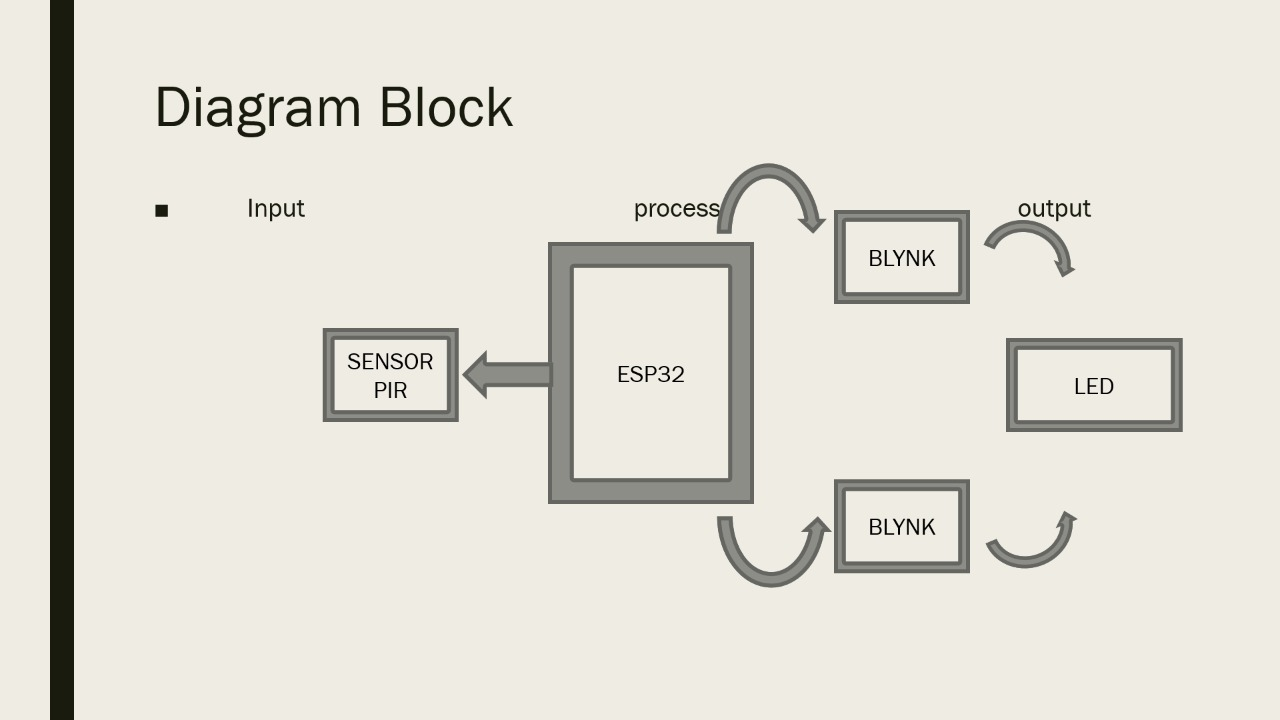 Diagram Block
Input process output
BLYNK
SENSOR
PIR
ESP32
LED
BLYNK